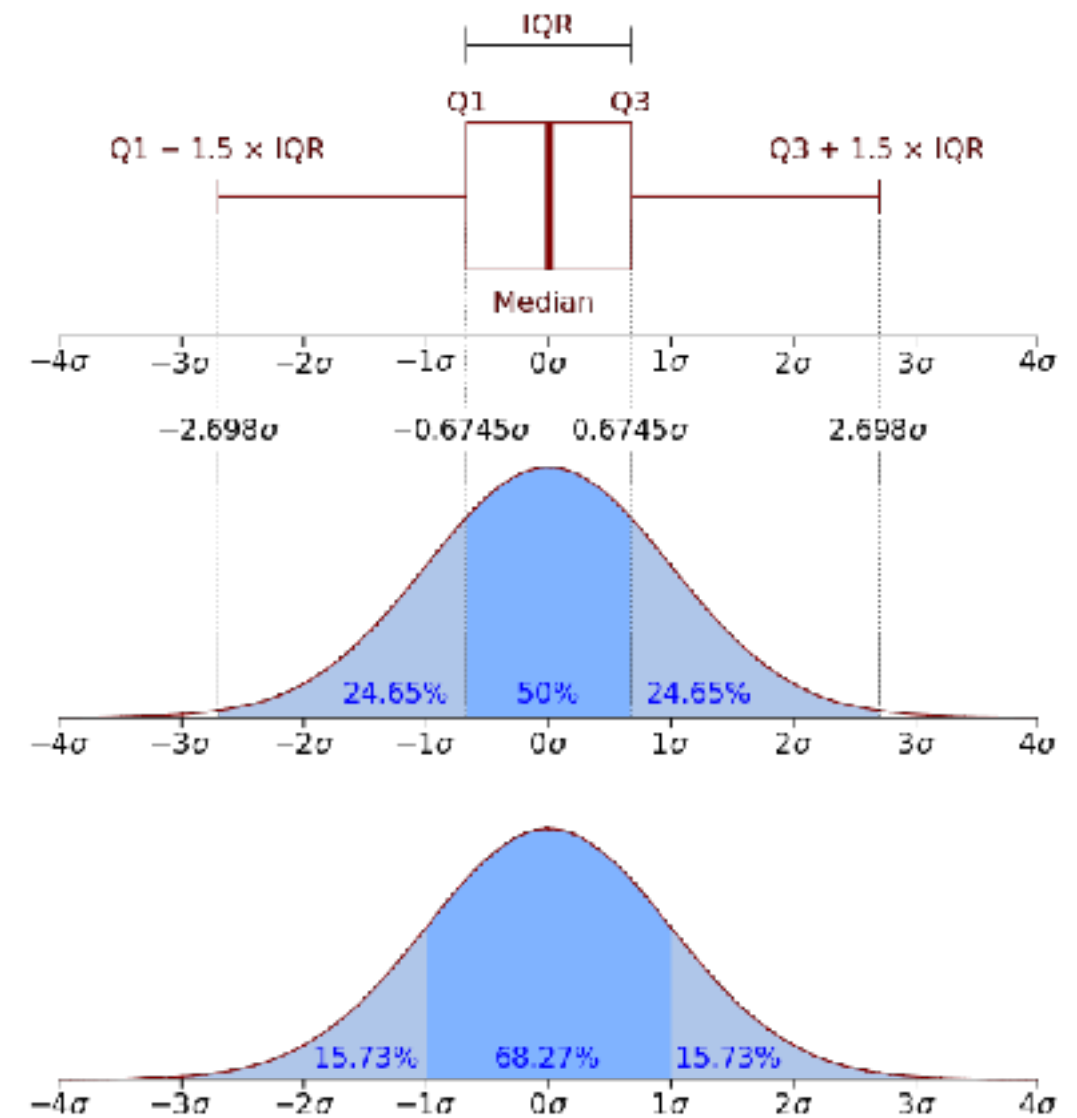 IQR
Q1 Q3
Q1 − 1.5 × IQR Q3 + 1.5 × IQR
Median
−4σ −3σ −2σ −1σ 0σ 1σ 2σ 3σ 4σ
−2.698σ −0.6745σ 0.6745σ 2.698σ
24.65% 50% 24.65%
−4σ −3σ −2σ −1σ 0σ 1σ 2σ 3σ 4σ
15.73% 68.27% 15.73%
−4σ −3σ −2σ −1σ 0σ 1σ 2σ 3σ 4σ